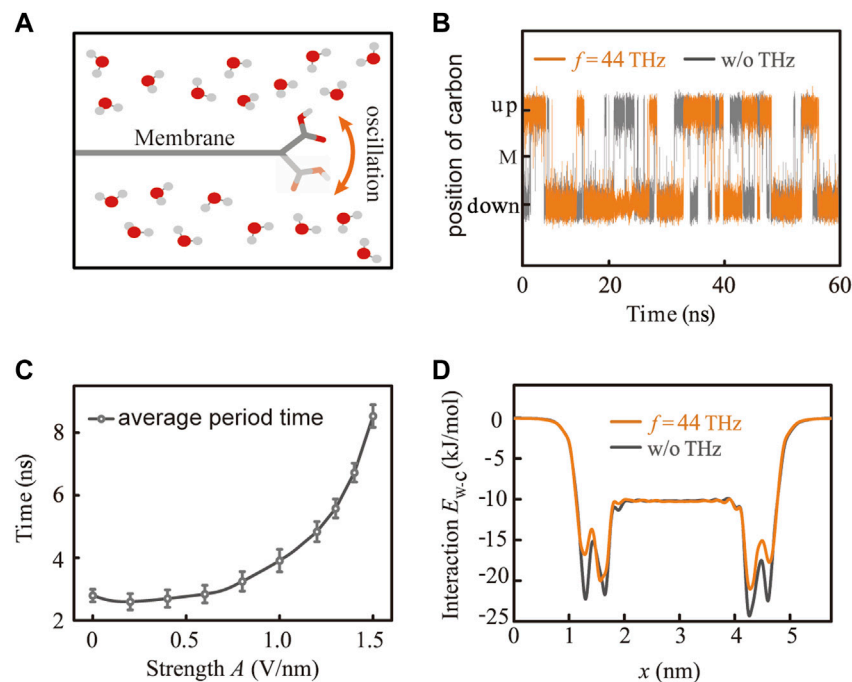 A
Membrane
oscillation
B
f = 44 THz
w/o THz
position of carbon
up
M
down
0
20
40
60
Time (ns)
C
average period time
Time (ns)
8
6
4
2
0
0.5
1.0
1.5
Strength A (V/nm)
D
f = 44 THz
w/o THz
Interaction E w-c (kJ/mol)
0
-5
-10
-15
-20
-25
0
1
2
3
4
5
x (nm)